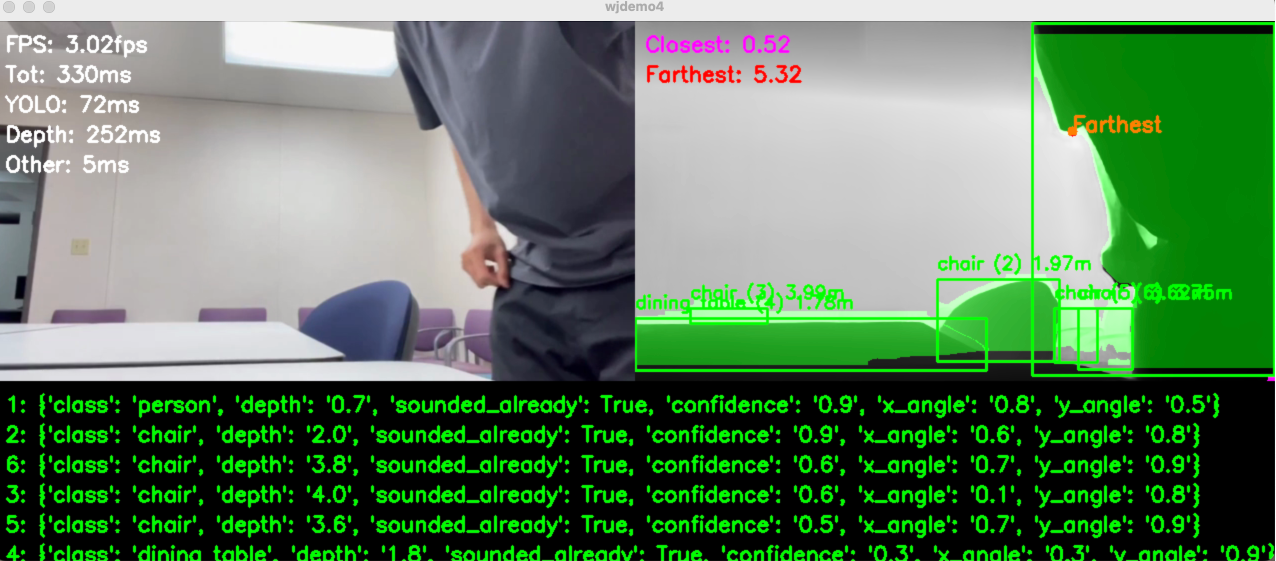 wjdemo4
FPS: 3.02fps
Tot: 330ms
YOLO: 72ms
Depth: 252ms
Other: 5ms
Closest: 0.52
Farthest: 5.32
Farthest
chair (2) 1.97m
chair (3) 3.99m
dining_table (4) 1.78m
1: {'class': 'person', 'depth': '0.7', 'sounded_already': True, 'confidence': '0.9', 'x_angle': '0.8', 'y_angle': '0.5'}
2: {'class': 'chair', 'depth': '2.0', 'sounded_already': True, 'confidence': '0.9', 'x_angle': '0.6', 'y_angle': '0.8'}
6: {'class': 'chair', 'depth': '3.8', 'sounded_already': True, 'confidence': '0.6', 'x_angle': '0.7', 'y_angle': '0.9'}
3: {'class': 'chair', 'depth': '4.0', 'sounded_already': True, 'confidence': '0.6', 'x_angle': '0.1', 'y_angle': '0.8'}
5: {'class': 'chair', 'depth': '3.6', 'sounded_already': True, 'confidence': '0.5', 'x_angle': '0.7', 'y_angle': '0.9'}
4: {'class': 'dining_table', 'depth': '1.8', 'sounded_already': True, 'confidence': '0.3', 'x_angle': '0.3', 'y_angle': '0.9'}